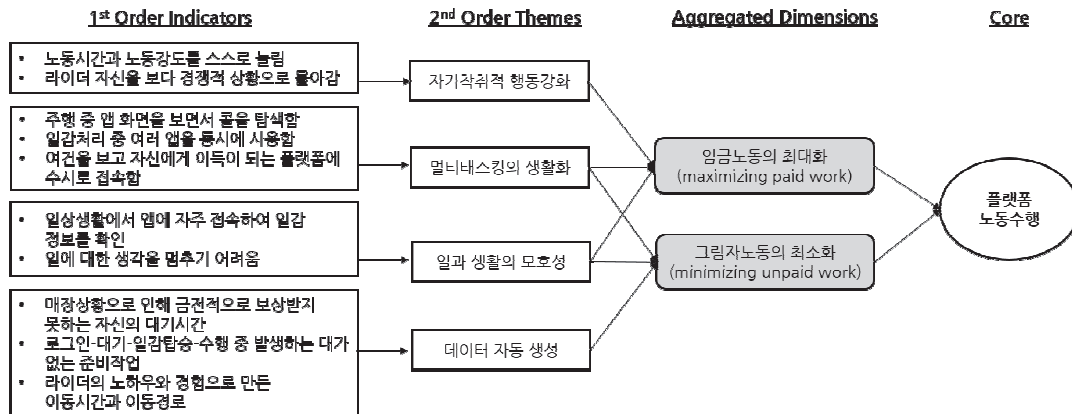 1st Order Indicators
2nd Order Themes
Aggregated Dimensions
Core
• 노동시간과 노동강도를 스스로 늘림
• 라이더 자신을 보다 경쟁적 상황으로 몰아감
자기착취적 행동강화
• 주행 중 앱 화면을 보면서 콜을 탐색함
• 일감처리 중 여러 앱을 동시에 사용함
• 여건을 보고 자신에게 이득이 되는 플랫폼에
수시로 접속함
멀티태스킹의 생활화
• 일상생활에서 앱에 자주 접속하여 일감
정보를 확인
• 일에 대한 생각을 멈추기 어려움
일과 생활의 모호성
• 매장상황으로 인해 금전적으로 보상받지
못하는 자신의 대기시간
• 로그인-대기-일감탑승-수행 중 발생하는 대가
없는 준비작업
• 라이더의 노하우와 경험으로 만든
이동시간과 이동경로
데이터 자동 생성
임금노동의 최대화
(maximizing paid work)
그림자노동의 최소화
(minimizing unpaid work)
플랫폼
노동수행